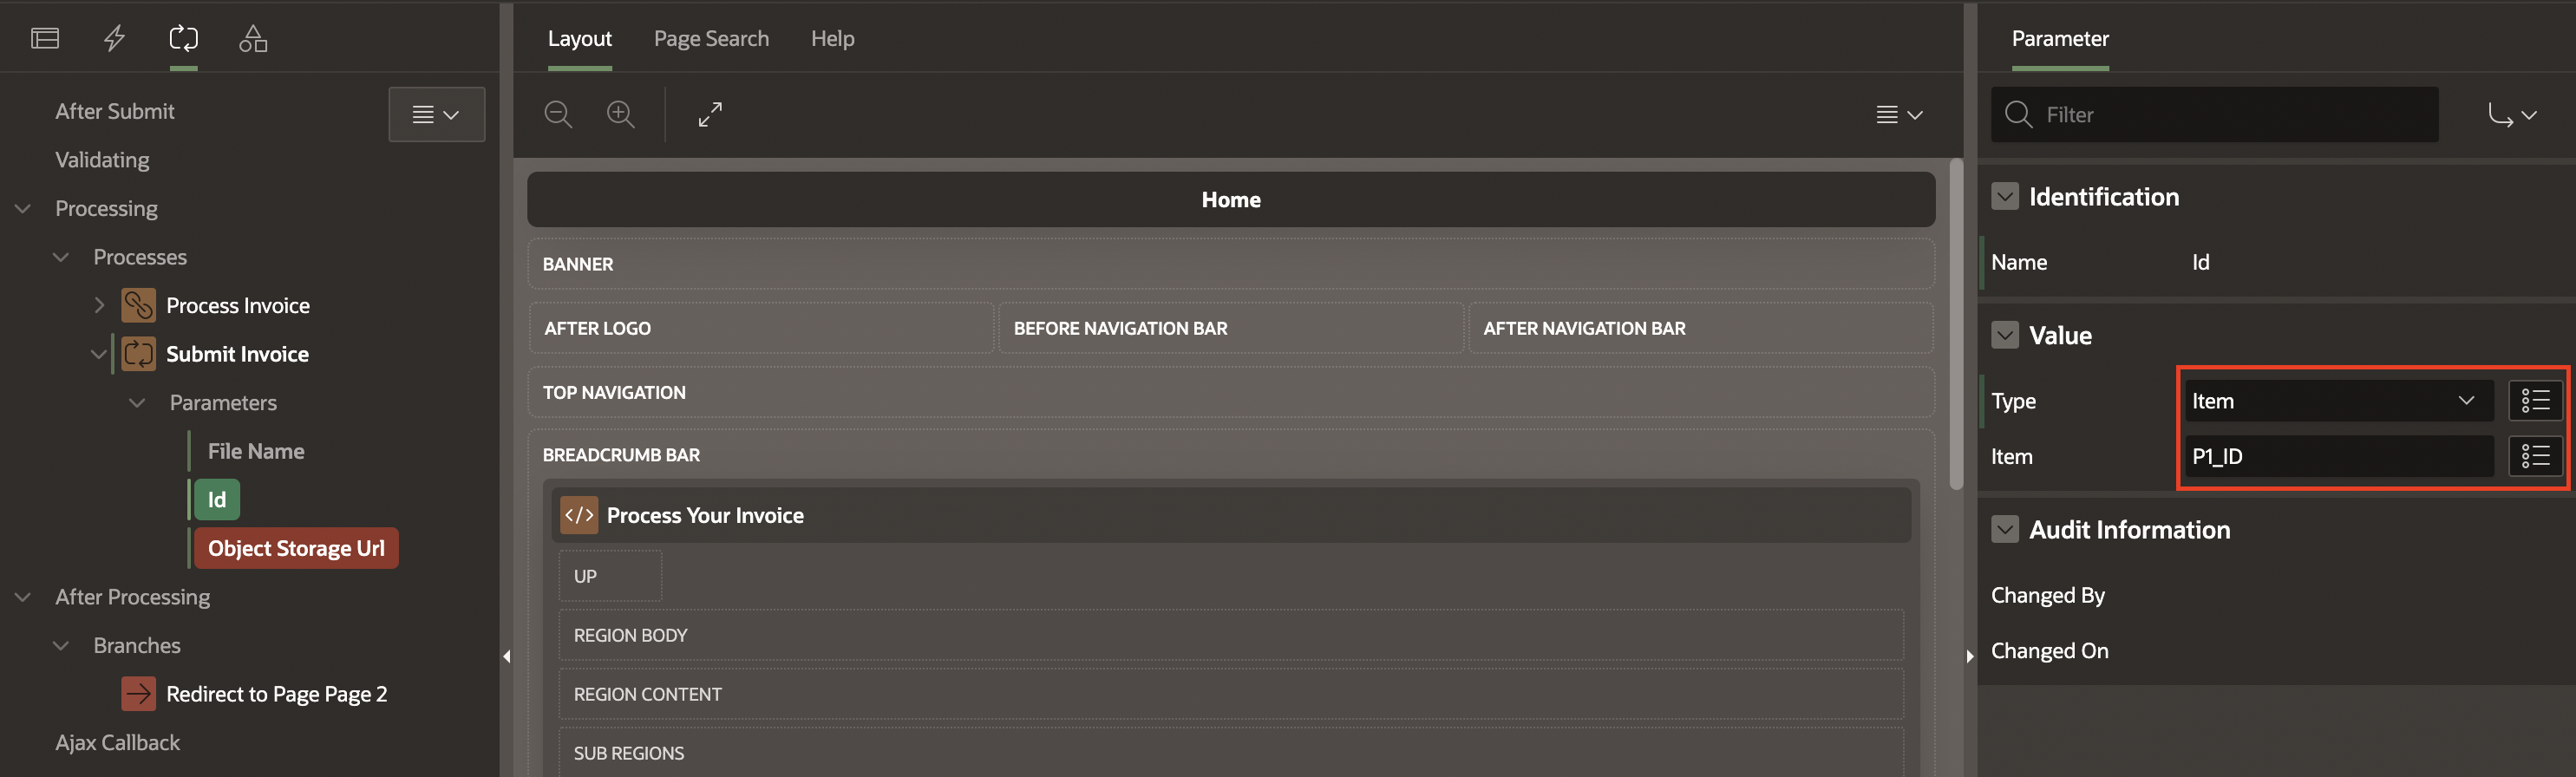 After Submit
Validating
Processing
Processes
Process Invoice
Submit Invoice
Parameters
File Name
Id
Object Storage Url
After Processing
Branches
Redirect to Page Page 2
Ajax Callback
Layout Page Search Help
Home
BANNER
AFTER LOGO BEFORE NAVIGATION BAR AFTER NAVIGATION BAR
TOP NAVIGATION
BREADCRUMB BAR
</> Process Your Invoice
UP
REGION BODY
REGION CONTENT
SUB REGIONS
Parameter
Filter
Identification
Name Id
Value
Type Item
Item P1_ID
Audit Information
Changed By
Changed On